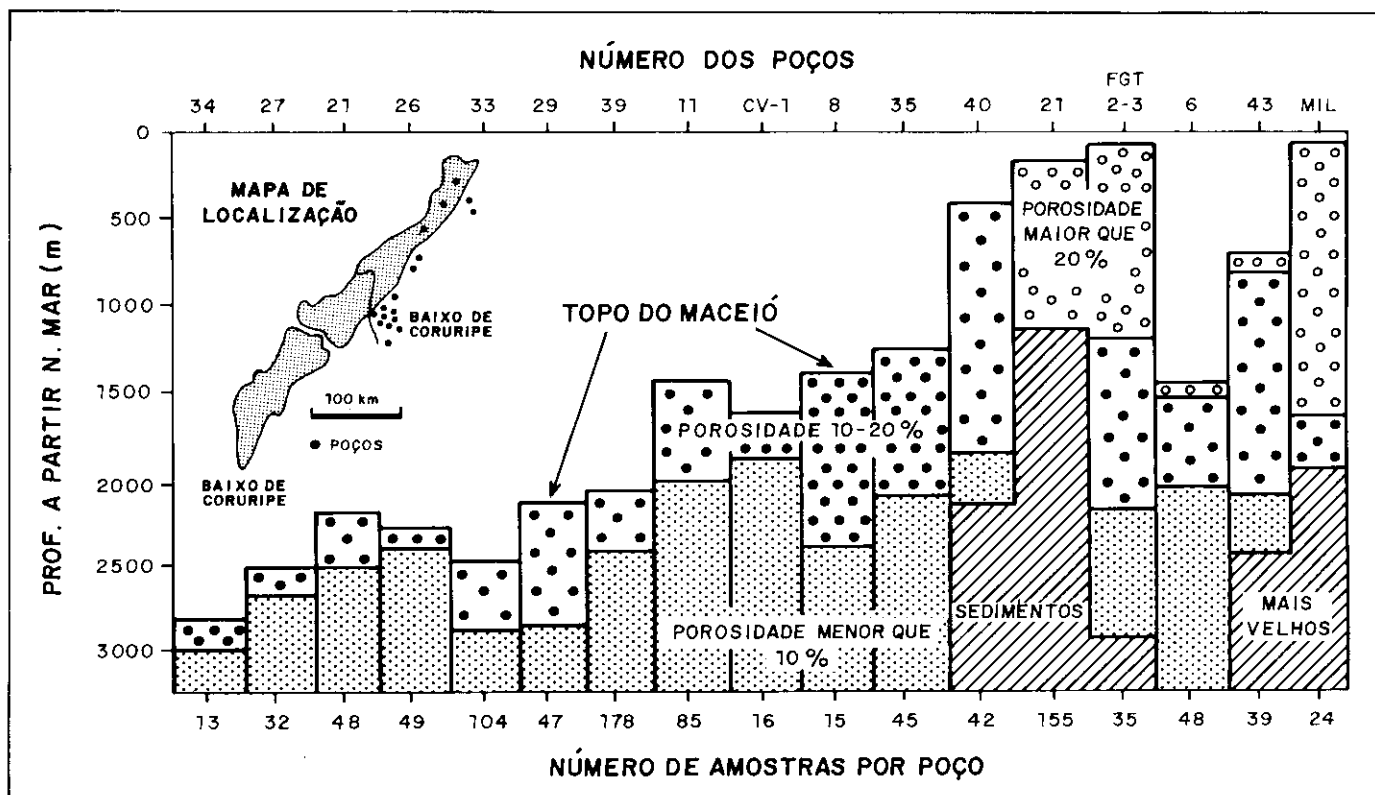 NÚMERO DOS POÇOS
34 27 21 26 33 29 39 11 CV-1 8 35 40 21 FGT 2-3 6 43 MIL
PROF. A PARTIR N. MAR (m)
0
500
1000
1500
2000
2500
3000
MAPA DE
LOCALIZAÇÃO
BAIXO DE
CORURIPE
100 km
POÇOS
BAIXO DE
CORURIPE
TOPO DO MACEIÓ
POROSIDADE
MAIOR QUE
20%
POROSIDADE 10-20%
POROSIDADE MENOR QUE
10%
SEDIMENTOS
MAIS
VELHOS
13 32 48 49 104 47 178 85 16 15 45 42 155 35 48 39 24
NÚMERO DE AMOSTRAS POR POÇO